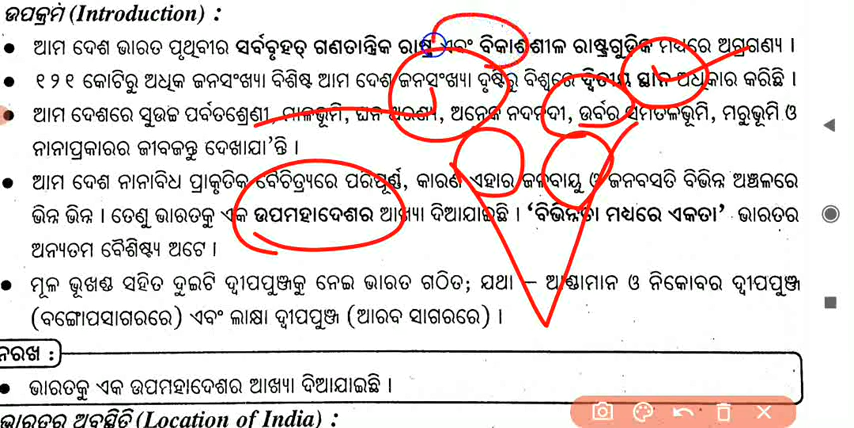 ଉପକ୍ରମ (Introduction) :
• ଆମ ଦେଶ ଭାରତ ପୃଥିବୀର ସର୍ବବୃହତ୍ ଗଣତାନ୍ତ୍ରିକ ରାଷ୍ଟ୍ର ଏବଂ ବିକାଶଶୀଳ ରାଷ୍ଟ୍ରଗୁଡ଼ିକ ମଧ୍ୟରେ ଅଗ୍ରଗଣ୍ୟ ।
• ୧୨୧ କୋଟିରୁ ଅଧିକ ଜନସଂଖ୍ୟା ବିଶିଷ୍ଟ ଆମ ଦେଶ ଜନସଂଖ୍ୟା ଦୃଷ୍ଟିରୁ ବିଶ୍ୱରେ ଦ୍ୱିତୀୟ ସ୍ଥାନ ଅଧିକାର କରିଛି ।
• ଆମ ଦେଶରେ ସୁଉଚ୍ଚ ପର୍ବତଶ୍ରେଣୀ, ମାଳଭୂମି, ଘନ ଅରଣ୍ୟ, ଅନେକ ନଦନଦୀ, ଉର୍ବର ସମତଳଭୂମି, ମରୁଭୂମି ଓ
ନାନାପ୍ରକାରର ଜୀବଜନ୍ତୁ ଦେଖାଯା'ନ୍ତି ।
• ଆମ ଦେଶ ନାନାବିଧ ପ୍ରାକୃତିକ ବୈଚିତ୍ର୍ୟରେ ପରିପୂର୍ଣ୍ଣ, କାରଣ ଏହାର ଜଳବାୟୁ ଓ ଜନବସତି ବିଭିନ୍ନ ଅଞ୍ଚଳରେ
ଭିନ୍ନ ଭିନ୍ନ । ତେଣୁ ଭାରତକୁ ଏକ ଉପମହାଦେଶର ଆଖ୍ୟା ଦିଆଯାଇଛି । 'ବିଭିନ୍ନତା ମଧ୍ୟରେ ଏକତା' ଭାରତର
ଅନ୍ୟତମ ବୈଶିଷ୍ଟ୍ୟ ଅଟେ ।
• ମୂଳ ଭୂଖଣ୍ଡ ସହିତ ଦୁଇଟି ଦ୍ୱୀପପୁଞ୍ଜକୁ ନେଇ ଭାରତ ଗଠିତ; ଯଥା – ଆଣ୍ଡାମାନ ଓ ନିକୋବର ଦ୍ୱୀପପୁଞ୍ଜ
(ବଙ୍ଗୋପସାଗରରେ) ଏବଂ ଲାକ୍ଷା ଦ୍ୱୀପପୁଞ୍ଜ (ଆରବ ସାଗରରେ) ।
ନରଖ :
• ଭାରତକୁ ଏକ ଉପମହାଦେଶର ଆଖ୍ୟା ଦିଆଯାଇଛି ।
ଭାରତର ଅବସ୍ଥିତି (Location of India) :